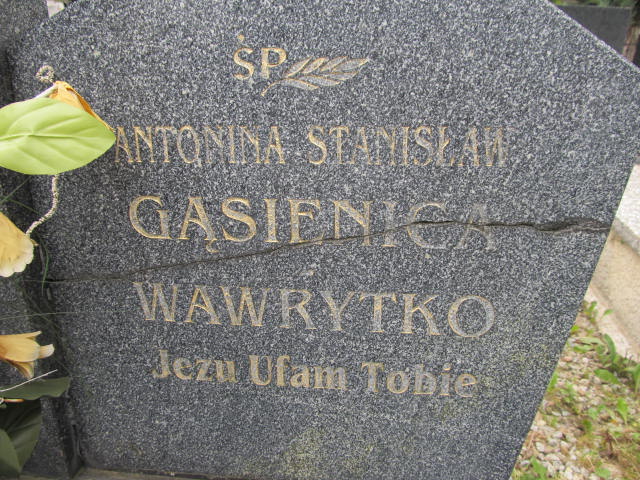 ŚP
ANTONINA STANISŁAW
GĄSIENICA
WAWRYTKO
Jezu Ufam Tobie